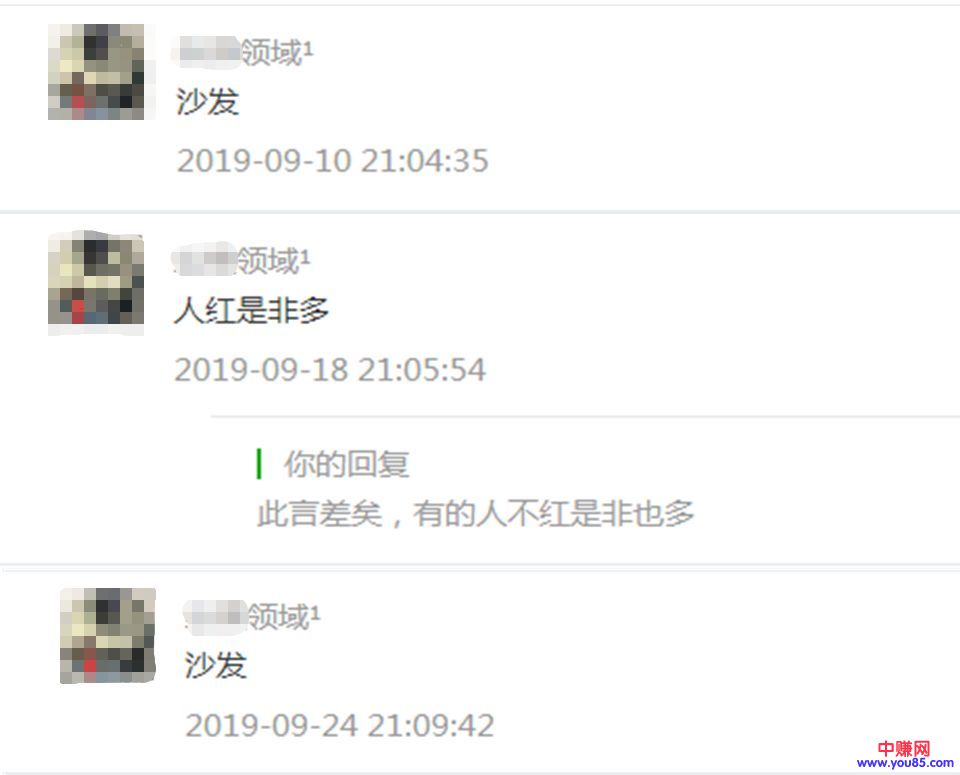 领域¹
沙发
2019-09-10 21:04:35
领域¹
人红是非多
2019-09-18 21:05:54
你的回复
此言差矣，有的人不红是非也多
领域¹
沙发
2019-09-24 21:09:42
中赚网
www.you85.com